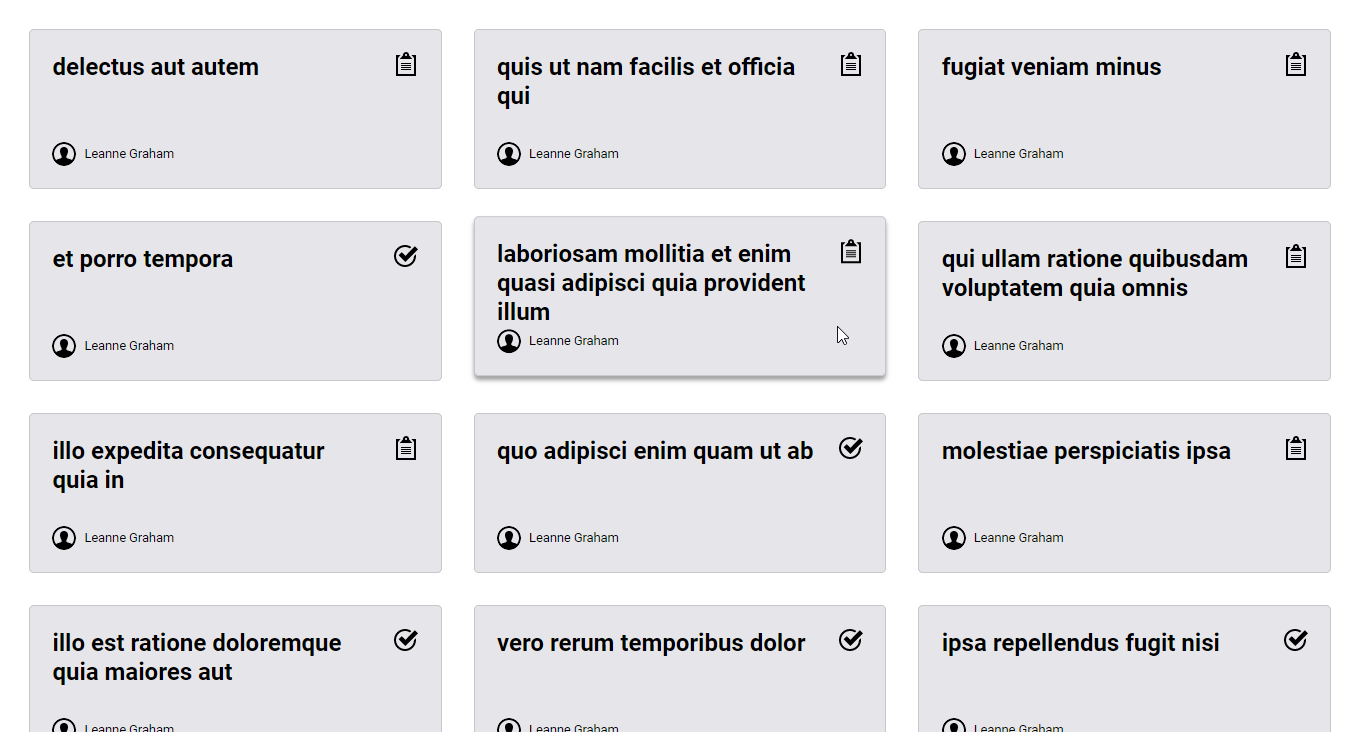 delectus aut autem
Leanne Graham
quis ut nam facilis et officia
qui
Leanne Graham
fugiat veniam minus
Leanne Graham
et porro tempora
Leanne Graham
laboriosam mollitia et enim
quasi adipisci quia provident
illum
Leanne Graham
qui ullam ratione quibusdam
voluptatem quia omnis
Leanne Graham
illo expedita consequatur
quia in
Leanne Graham
quo adipisci enim quam ut ab
Leanne Graham
molestiae perspiciatis ipsa
Leanne Graham
illo est ratione doloremque
quia maiores aut
Leanne Graham
vero rerum temporibus dolor
Leanne Graham
ipsa repellendus fugit nisi
Leanne Graham